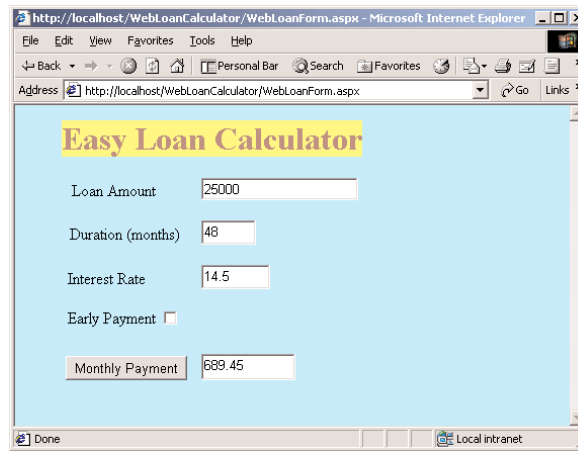 http://localhost/WebLoanCalculator/WebLoanForm.aspx - Microsoft Internet Explorer
File Edit View Favorites Tools Help
Back Personal Bar Search Favorites
Address http://localhost/WebLoanCalculator/WebLoanForm.aspx Go Links
Easy Loan Calculator
Loan Amount 25000
Duration (months) 48
Interest Rate 14.5
Early Payment
Monthly Payment 689.45
Done Local intranet